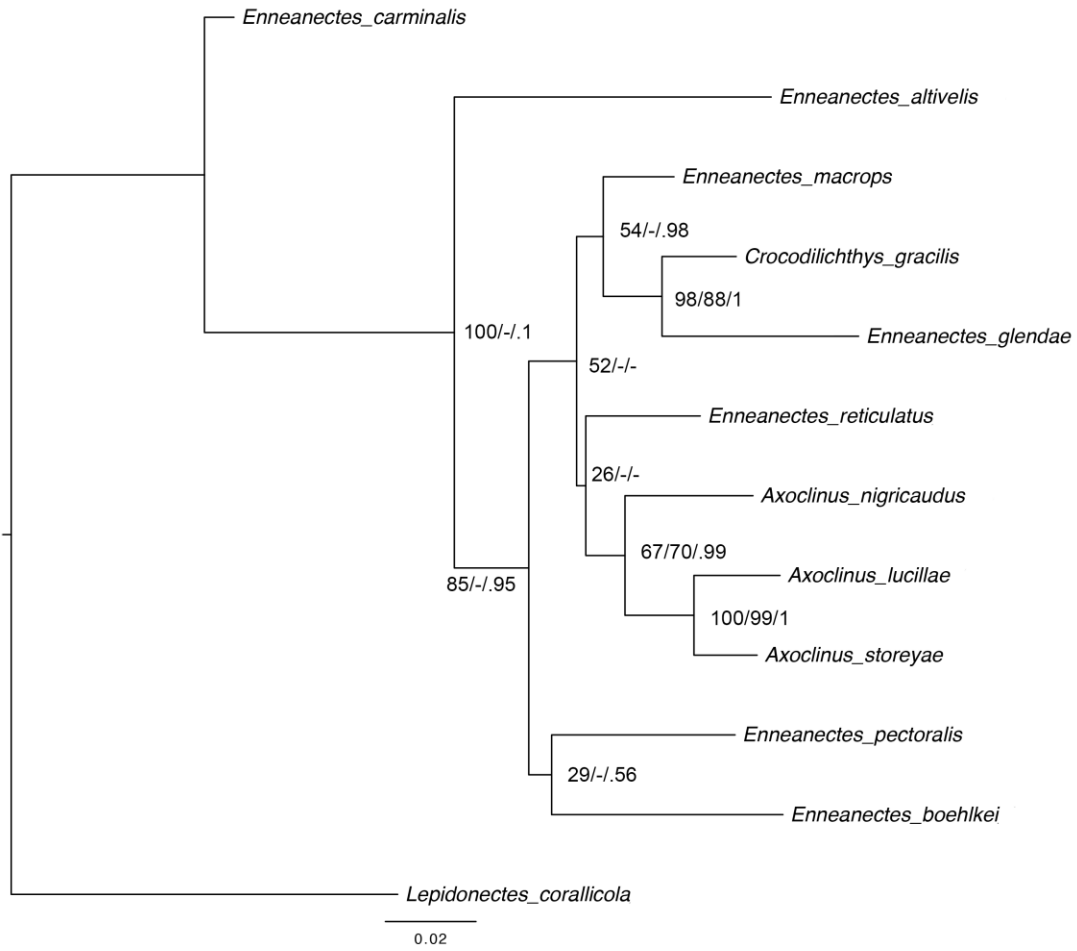 Enneanectes_carminalis
Enneanectes_altivelis
Enneanectes_macrops
54/-/.98
Crocodilichthys_gracilis
98/88/1
Enneanectes_glendae
100/-/.1
52/-/-
Enneanectes_reticulatus
26/-/-
Axoclinus_nigricaudus
67/70/.99
Axoclinus_lucillae
85/-/.95
100/99/1
Axoclinus_storeyae
Enneanectes_pectoralis
29/-/.56
Enneanectes_boehlkei
Lepidonectes_corallicola
0.02